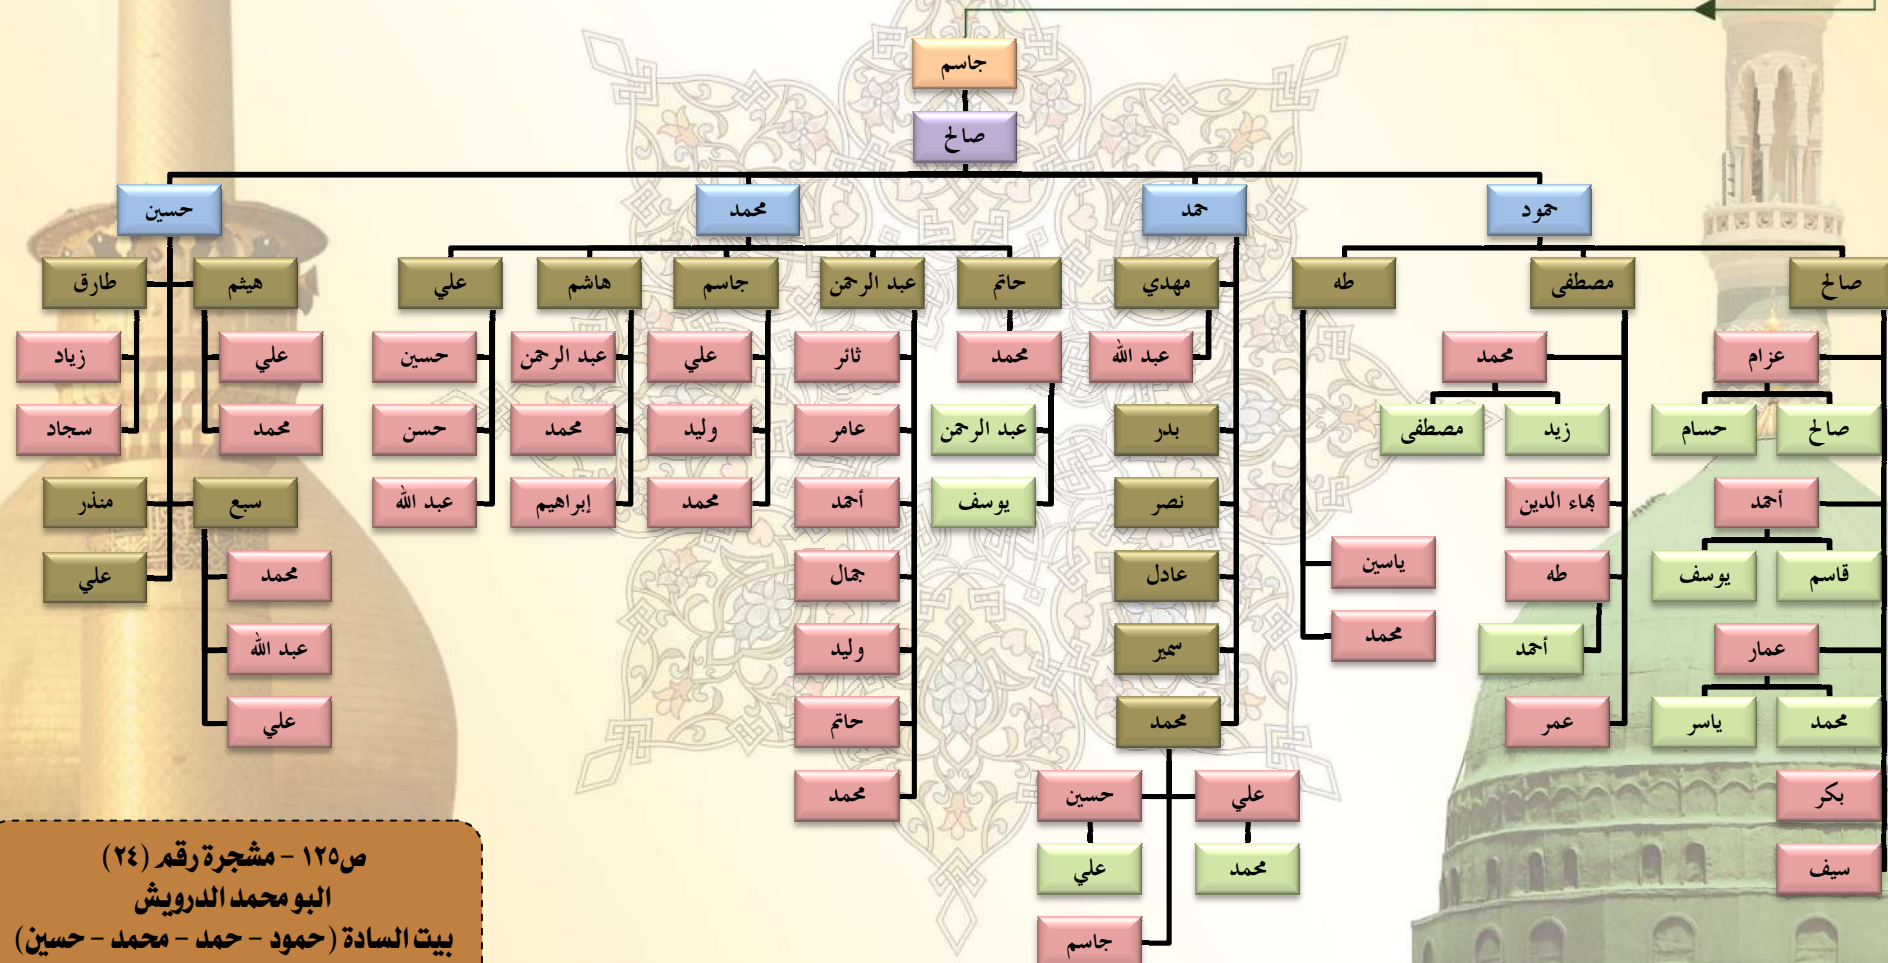 جاسم
صالح
حمود
حمد
محمد
حسين
صالح
مصطفى
طه
مهدي
حاتم
عبد الرحمن
جاسم
هاشم
علي
هيثم
طارق
عزام
محمد
عبد الله
محمد
ثائر
علي
عبد الرحمن
حسين
علي
زياد
صالح
حسام
زيد
مصطفى
بدر
عبد الرحمن
عامر
وليد
محمد
حسن
محمد
سجاد
أحمد
بهاء الدين
نصر
يوسف
أحمد
محمد
إبراهيم
عبد الله
سبع
منذر
قاسم
يوسف
طه
ياسين
عادل
جمال
محمد
علي
عمار
أحمد
محمد
سمير
وليد
عبد الله
محمد
ياسر
عمر
محمد
حاتم
علي
بكر
علي
حسين
محمد
سيف
محمد
علي
جاسم
ص١٢٥ - مشجرة رقم (٢٤)
البو محمد الدرويش
بيت السادة (حمود - حمد - محمد - حسين)